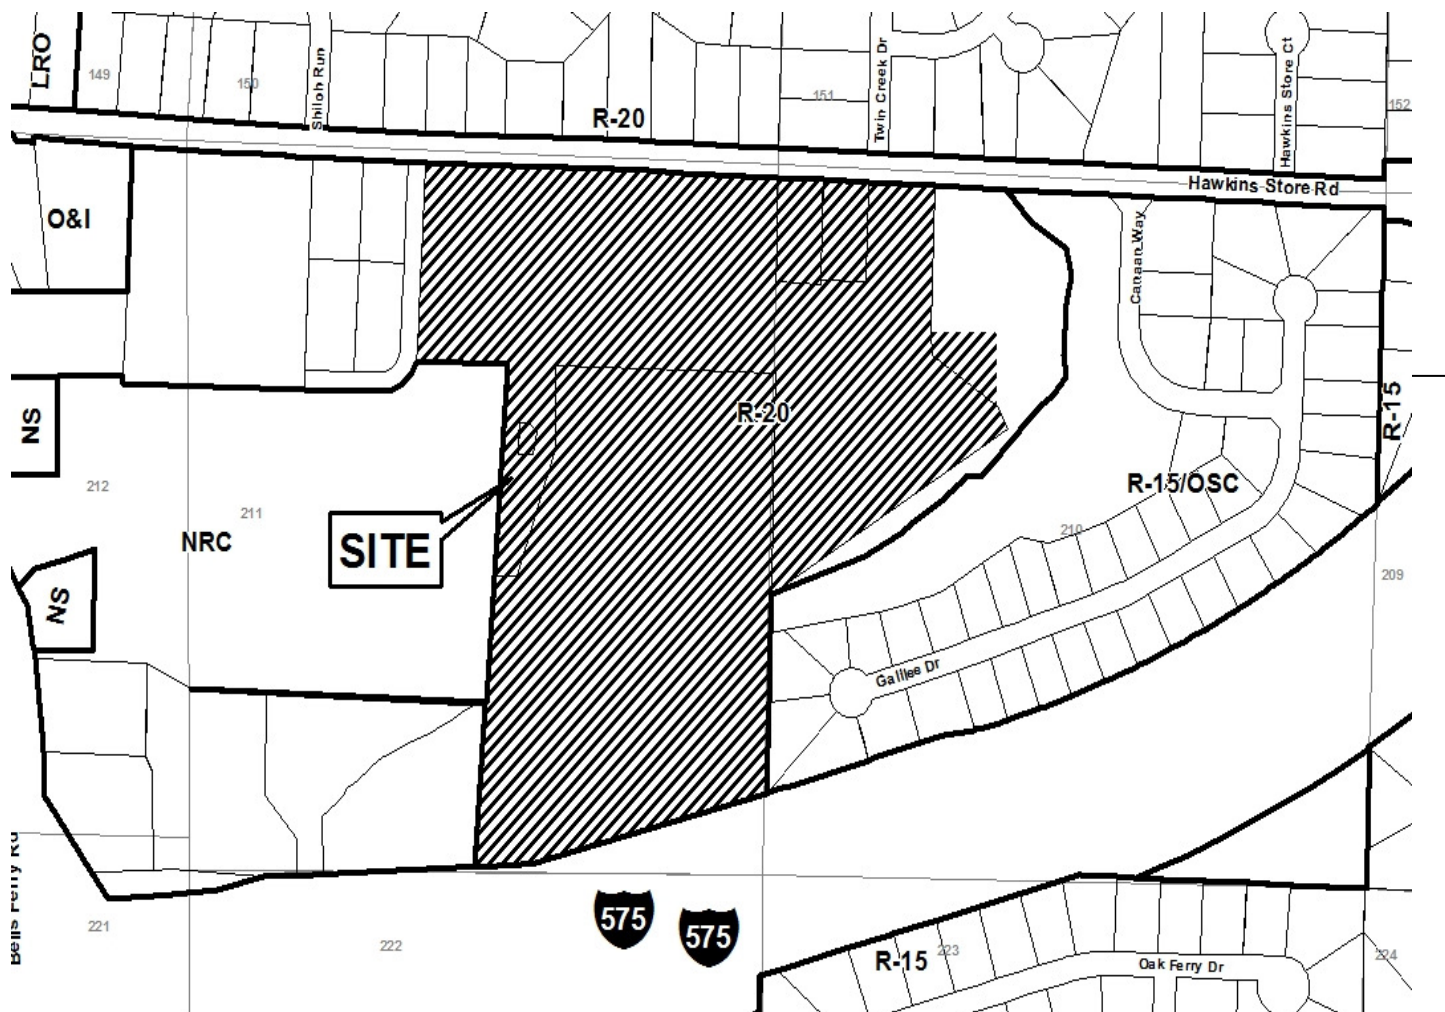 LRO
149
150
Shiloh Run
R-20
151
Twin Creek Dr
Hawkins Store Ct
152
Hawkins Store Rd
O&I
Canaan Way
NS
R-20
R-15
212
211
NRC
SITE
R-15/OSC
210
209
NS
Galilee Dr
Bells Ferry Rd
221
222
575
575
R-15
223
Oak Ferry Dr
224